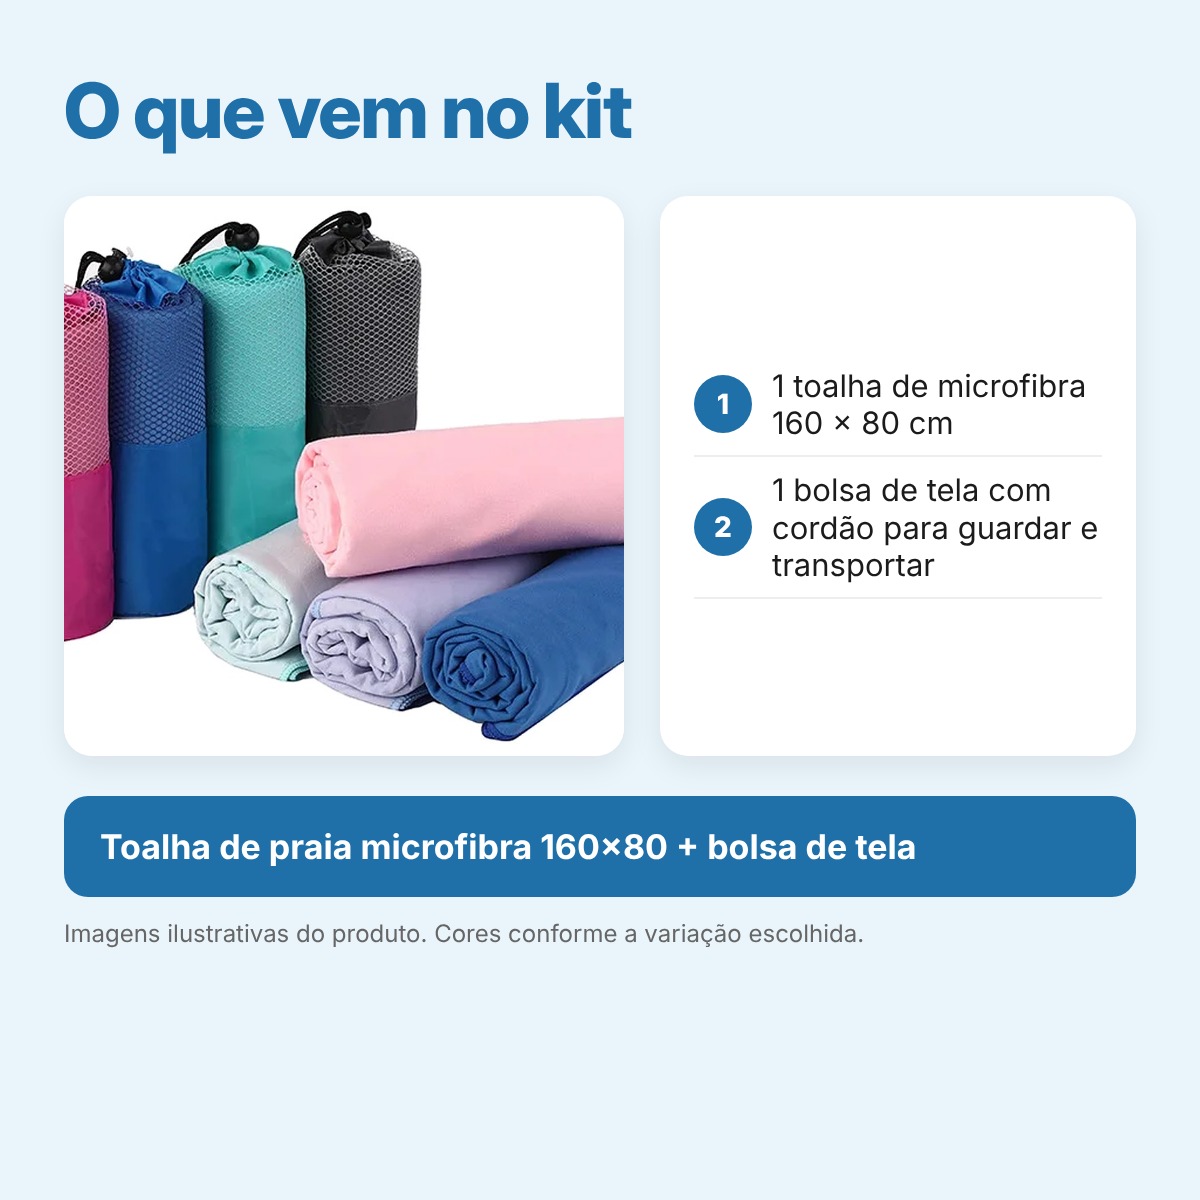 O que vem no kit
1
1 toalha de microfibra
160 × 80 cm
2
1 bolsa de tela com
cordão para guardar e
transportar
Toalha de praia microfibra 160×80 + bolsa de tela
Imagens ilustrativas do produto. Cores conforme a variação escolhida.